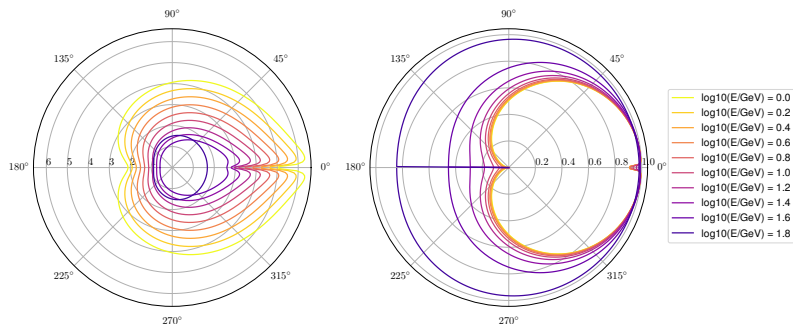 90°
135°
45°
180°
6 5 4 3 2
0°
225°
315°
270°
90°
135°
45°
180°
0.2 0.4 0.6 0.8 1.0
0°
225°
315°
270°
log10(E/GeV) = 0.0
log10(E/GeV) = 0.2
log10(E/GeV) = 0.4
log10(E/GeV) = 0.6
log10(E/GeV) = 0.8
log10(E/GeV) = 1.0
log10(E/GeV) = 1.2
log10(E/GeV) = 1.4
log10(E/GeV) = 1.6
log10(E/GeV) = 1.8